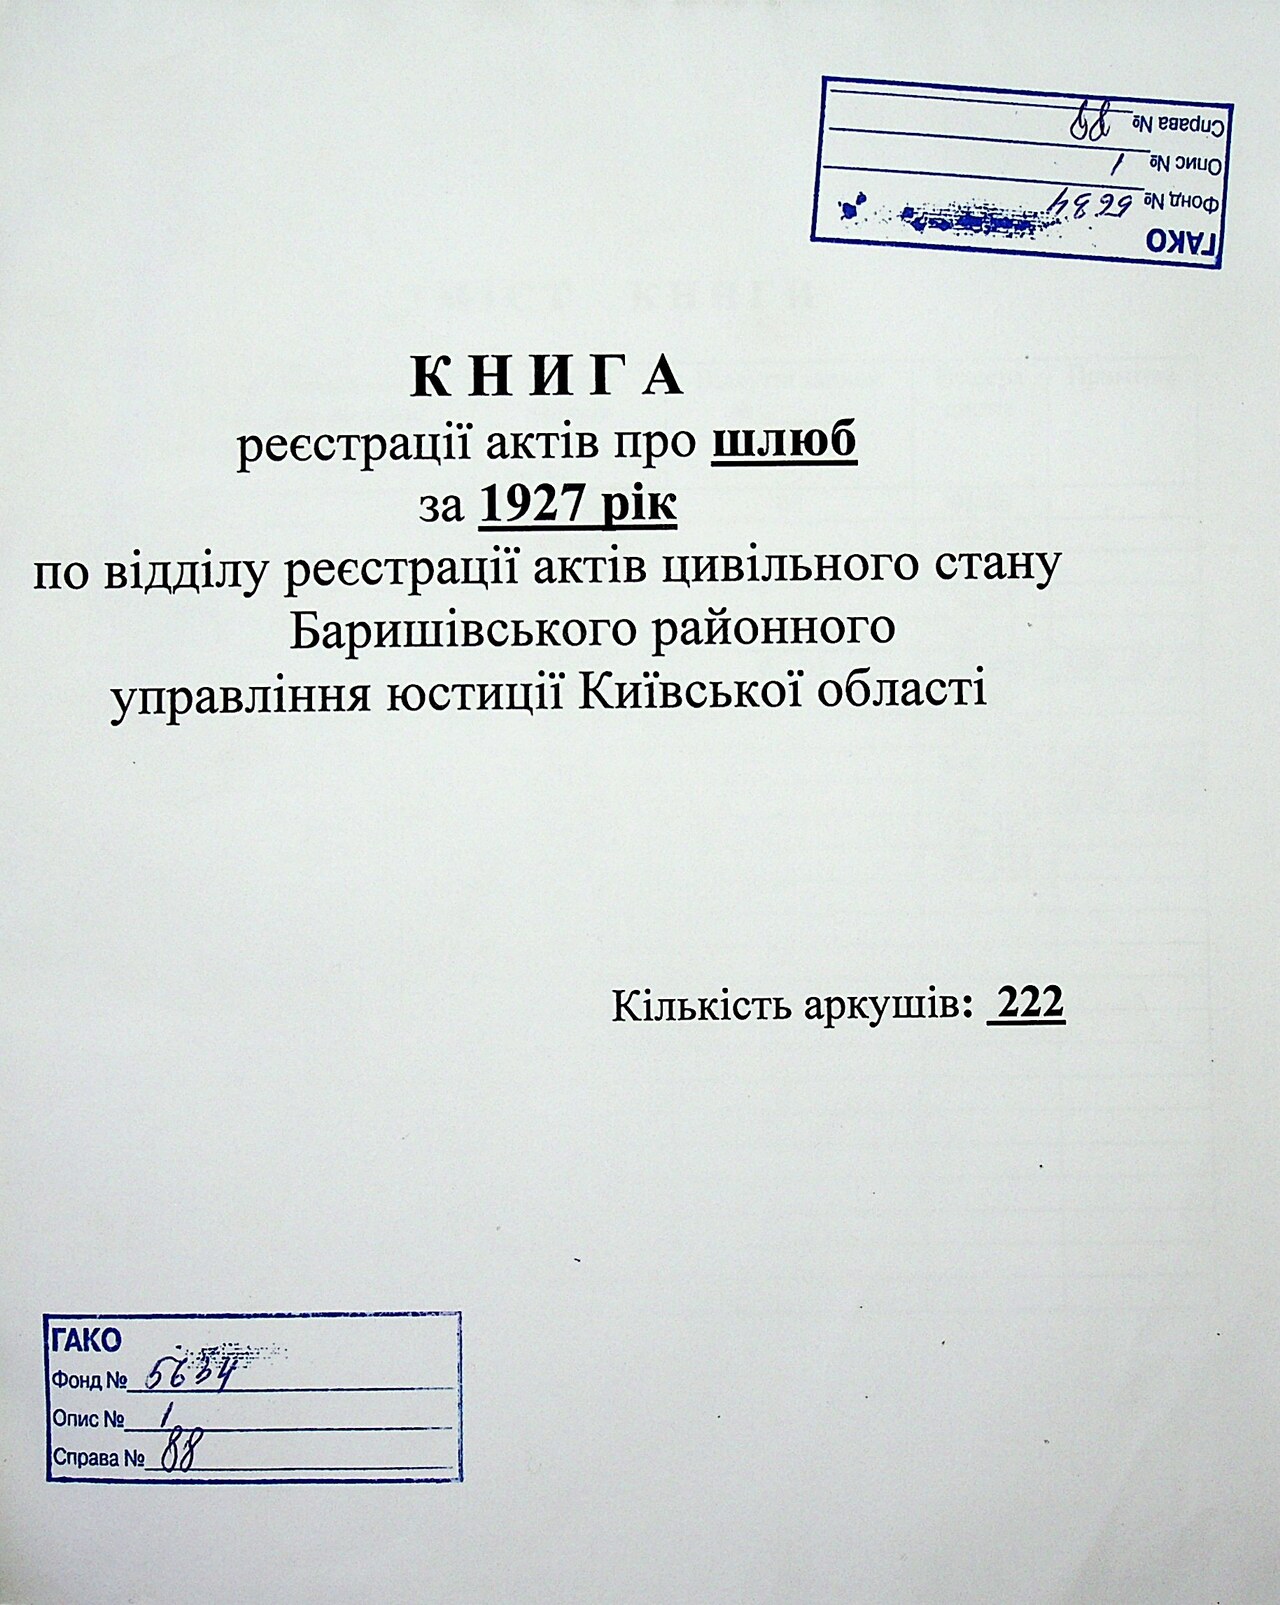 ГАКО
Фонд № 5634
Опис № 1
Справа № 88
КНИГА
реєстрації актів про шлюб
за 1927 рік
по відділу реєстрації актів цивільного стану
Баришівського районного
управління юстиції Київської області
Кількість аркушів: 222
ГАКО
Фонд № 5634
Опис № 1
Справа № 88